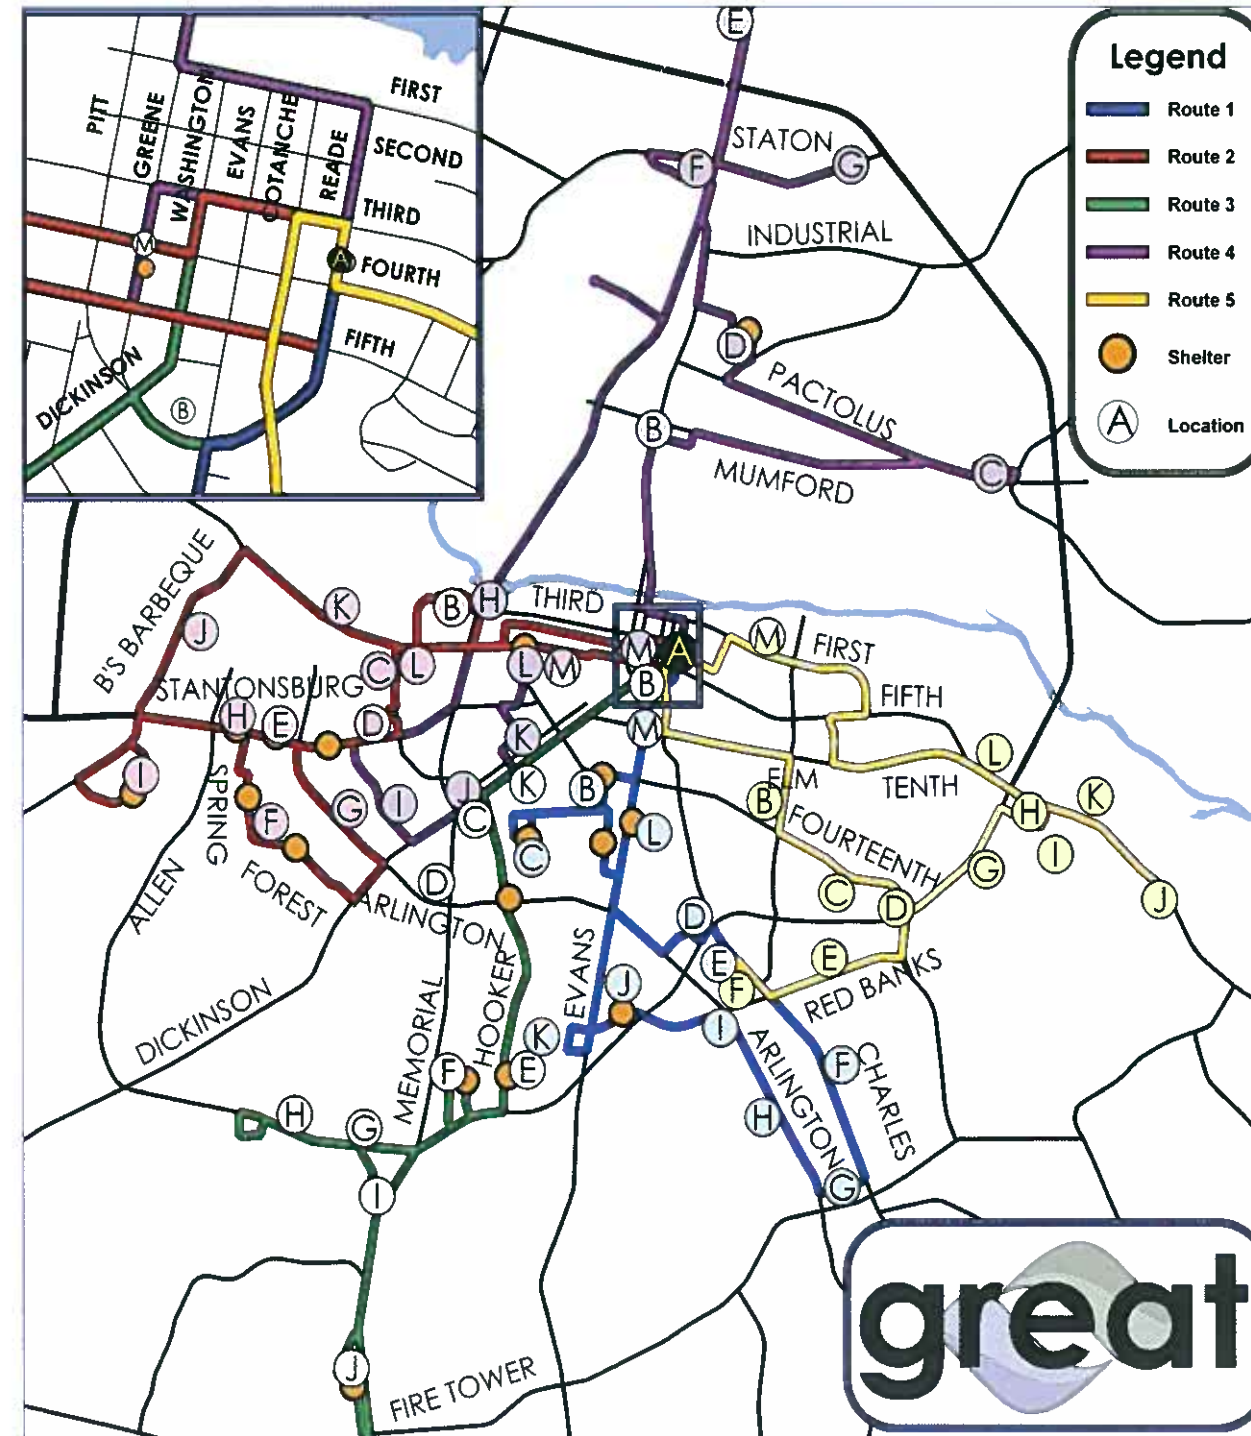 PITT
GREENE
WASHINGTON
EVANS
COTANCHE
READE
FIRST
SECOND
THIRD
FOURTH
FIFTH
DICKINSON
M
A
B
Legend
Route 1
Route 2
Route 3
Route 4
Route 5
Shelter
A Location
E
STATON
F
G
INDUSTRIAL
D
PACTOLUS
B
MUMFORD
C
B'S BARBEQUE
K
B
H
THIRD
J
M
A
M
FIRST
C
L
L
M
STANTONSBURG
B
FIFTH
H
E
D
K
M
L
I
SPRING
K
B
ELM
TENTH
K
F
G
I
J
C
B
H
L
FOURTEENTH
C
I
G
ALLEN
FOREST
D
ARLINGTON
C
D
J
D
EVANS
E
E
RED BANKS
DICKINSON
MEMORIAL
HOOKER
J
F
K
I
ARLINGTON
F
CHARLES
F
E
H
G
H
G
I
J
FIRE TOWER
great